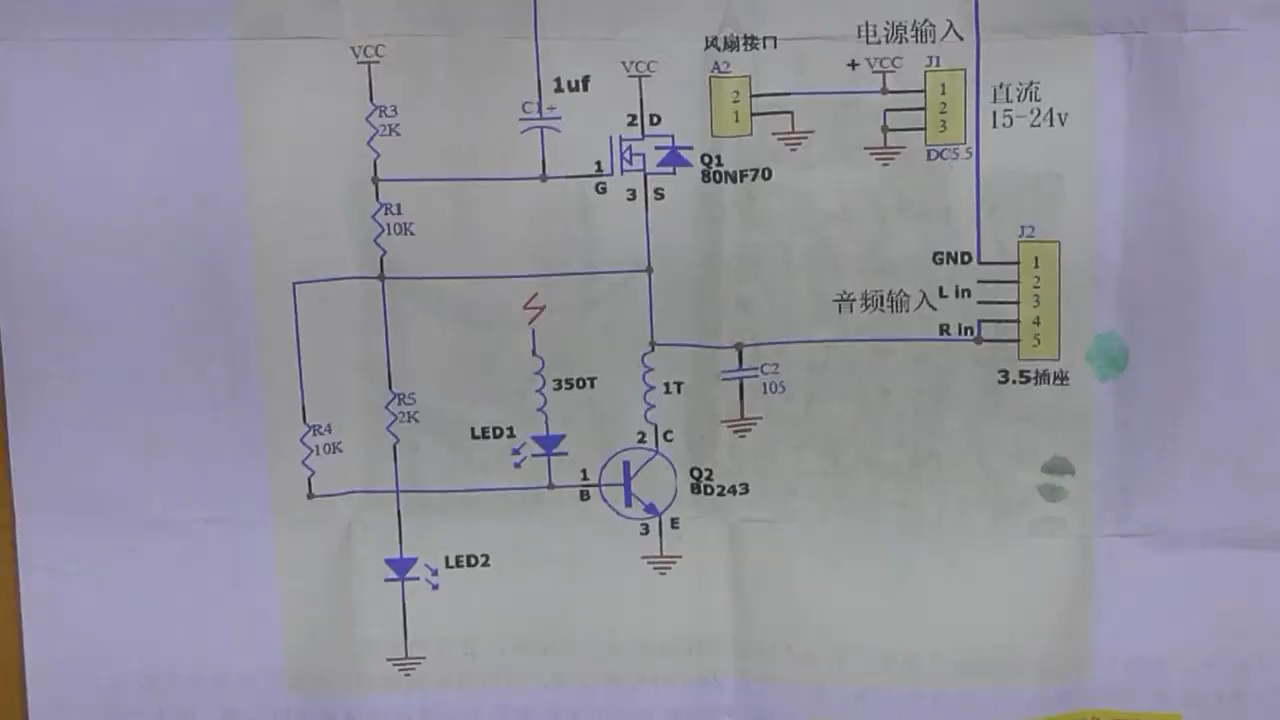 VCC
R3
2K
R1
10K
1uf
C1+
VCC
2 D
1
G
3 S
Q1
80NF70
风扇接口
A2
2
1
电源输入
+VCC
J1
1
2
3
DC5.5
直流
15-24v
J2
GND
1
2
L in
3
音频输入
4
R in
5
3.5插座
C2
105
350T
1T
LED1
R5
2K
R4
10K
2 C
1
B
Q2
BD243
3 E
LED2